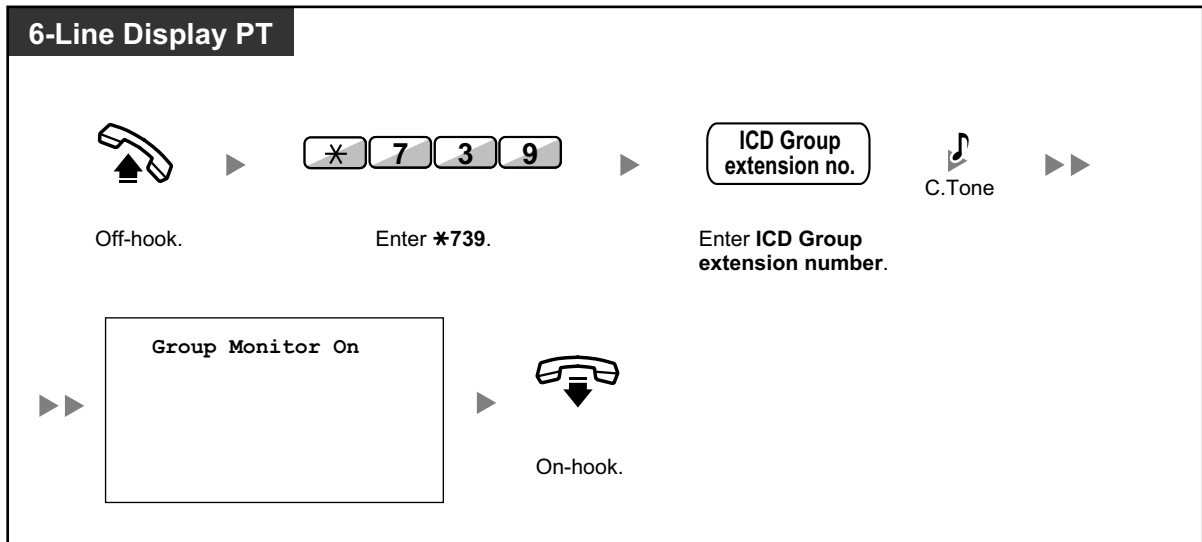 6-Line Display PT
✳ 7 3 9
ICD Group
extension no.
C.Tone
Off-hook.
Enter ✳739.
Enter ICD Group
extension number.
Group Monitor On
On-hook.